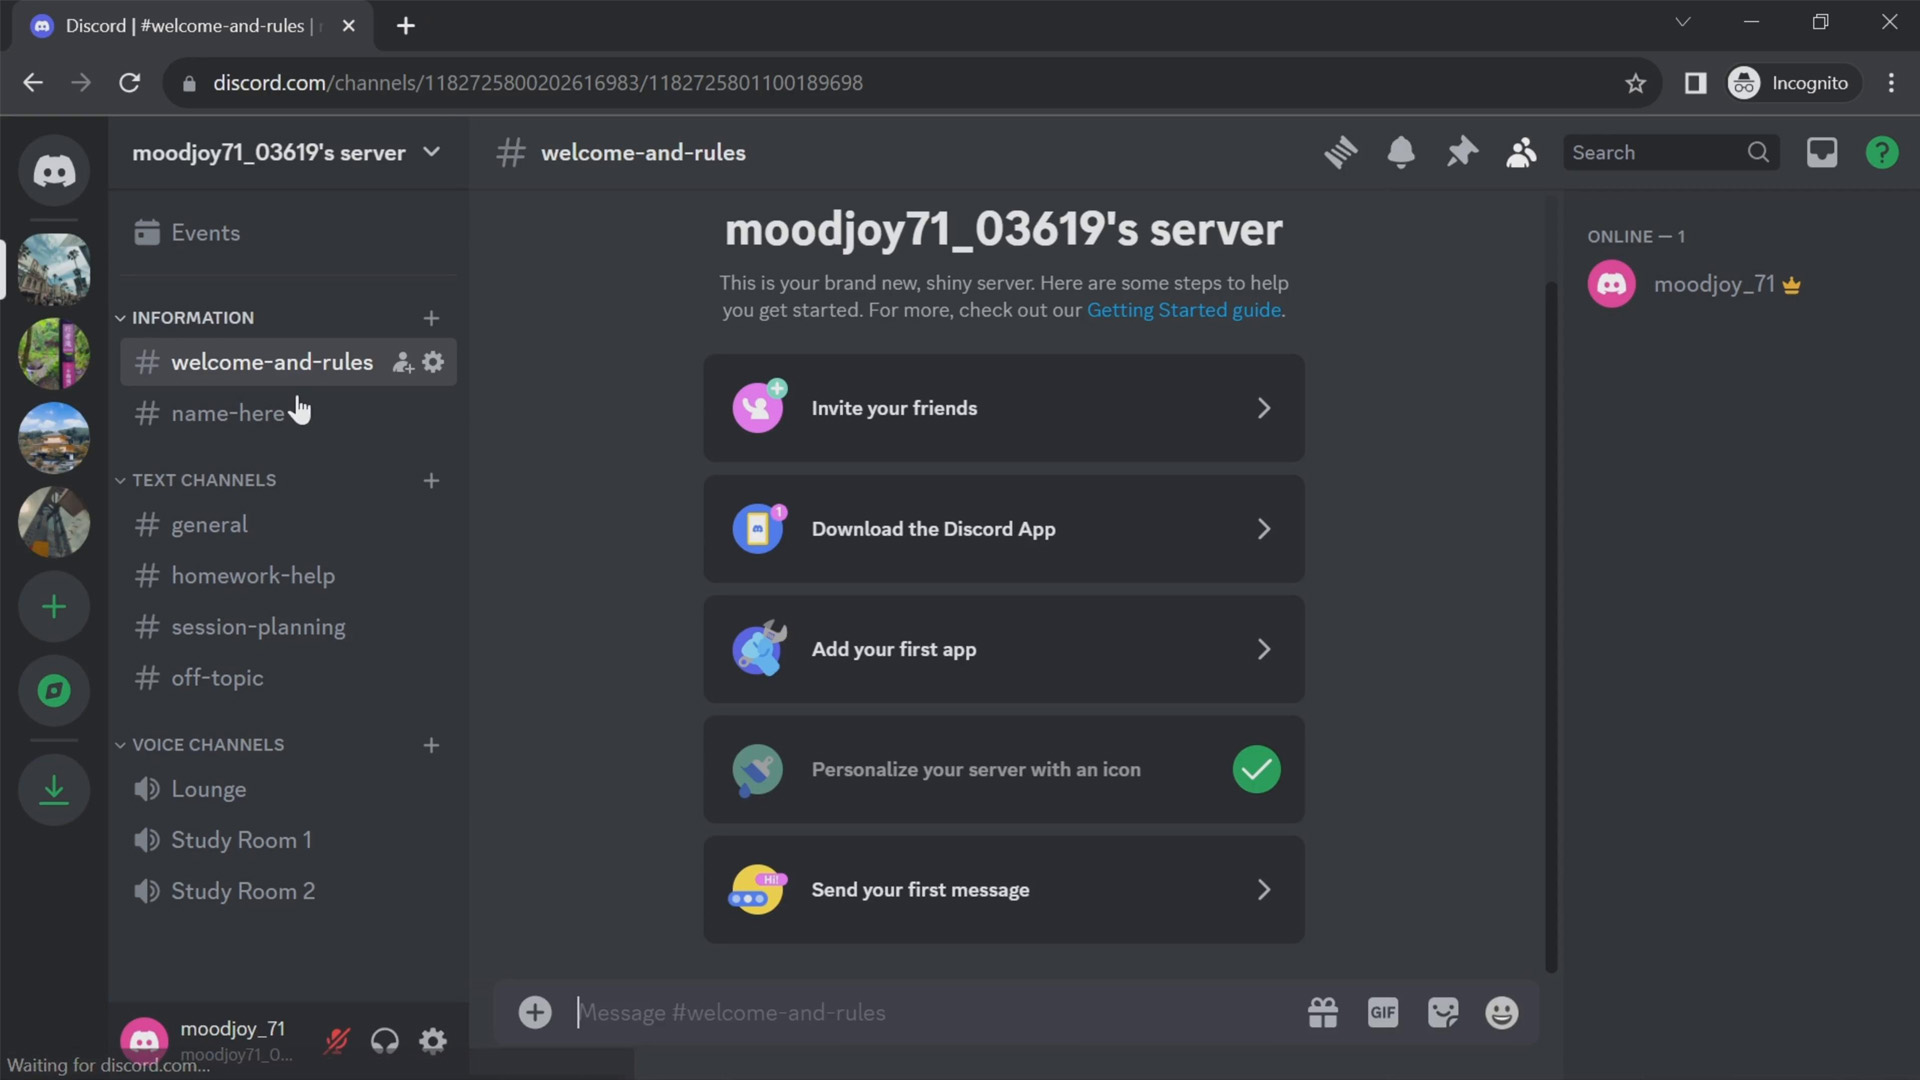 Discord | #welcome-and-rules |
discord.com/channels/1182725800202616983/1182725801100189698
Incognito
moodjoy71_03619's server
welcome-and-rules
Search
Events
INFORMATION
welcome-and-rules
name-here
TEXT CHANNELS
general
homework-help
session-planning
off-topic
VOICE CHANNELS
Lounge
Study Room 1
Study Room 2
moodjoy_71
moodjoy71_0...
Waiting for discord.com...
moodjoy71_03619's server
This is your brand new, shiny server. Here are some steps to help
you get started. For more, check out our Getting Started guide.
Invite your friends
1
Download the Discord App
Add your first app
Personalize your server with an icon
Hi!
Send your first message
Message #welcome-and-rules
GIF
ONLINE — 1
moodjoy_71